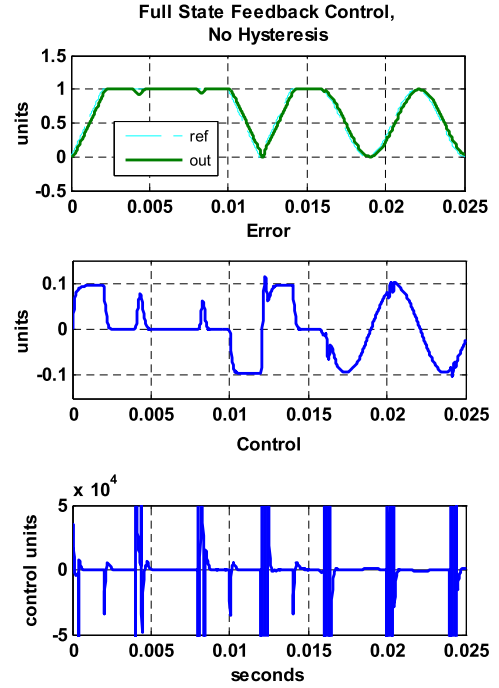 Full State Feedback Control,
No Hysteresis
units
1.5
1
0.5
0
-0.5
ref
out
0 0.005 0.01 0.015 0.02 0.025
Error
units
0.1
0
-0.1
0 0.005 0.01 0.015 0.02 0.025
Control
x 10^4
control units
5
0
-5
0 0.005 0.01 0.015 0.02 0.025
seconds